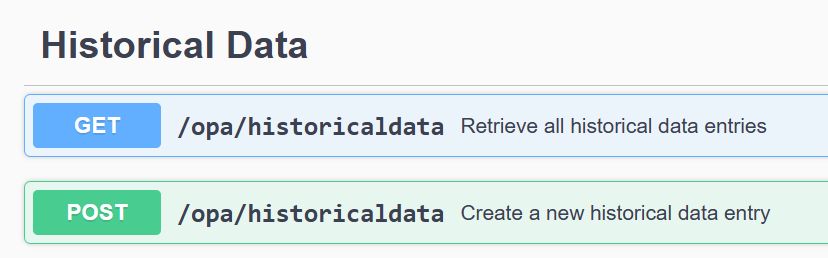 Historical Data
GET /opa/historicaldata Retrieve all historical data entries
POST /opa/historicaldata Create a new historical data entry